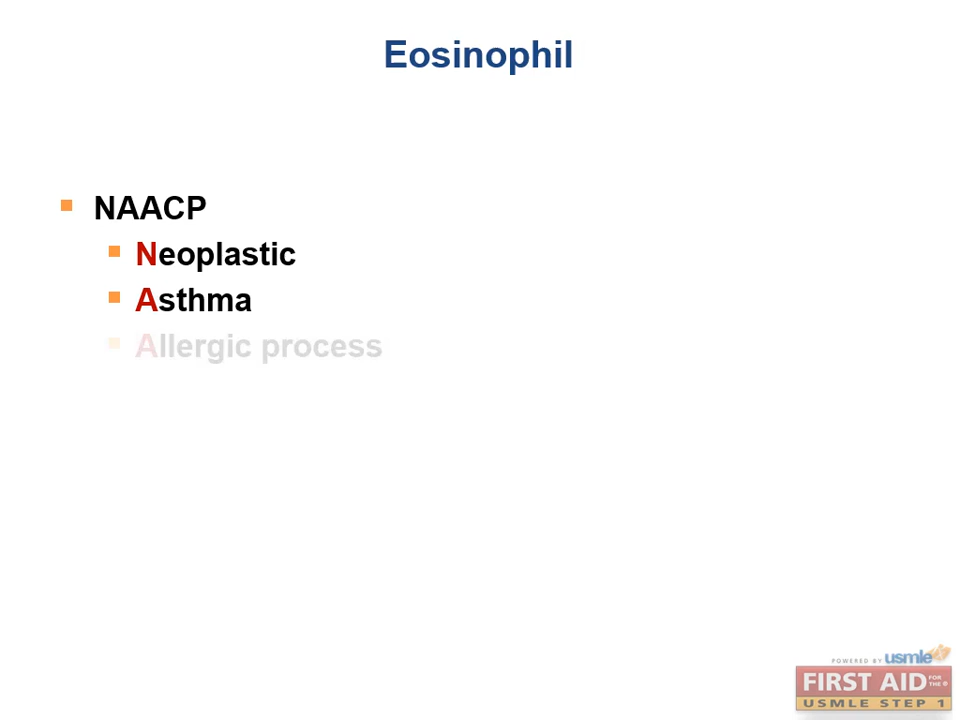 Eosinophil
NAACP
Neoplastic
Asthma
Allergic process
POWERED BY usmle
FIRST AID FOR THE ®
USMLE STEP 1